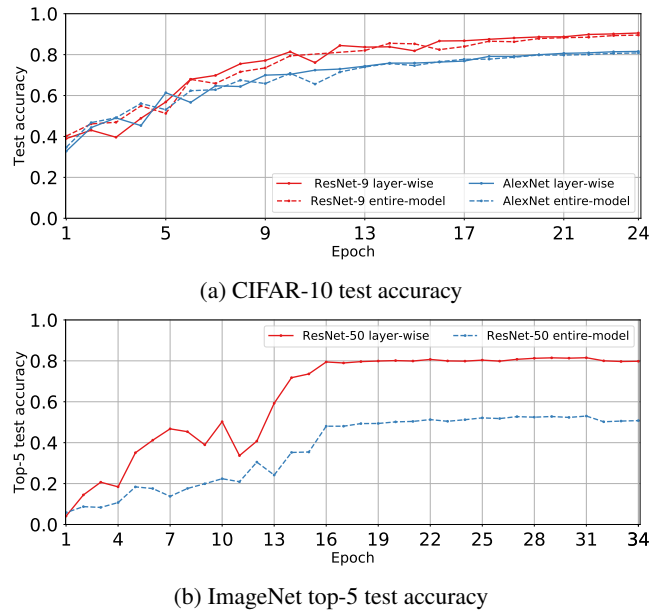 1.0
0.8
0.6
0.4
0.2
0.0
Test accuracy
ResNet-9 layer-wise
ResNet-9 entire-model
AlexNet layer-wise
AlexNet entire-model
1 5 9 13 17 21 24
Epoch
(a) CIFAR-10 test accuracy
1.0
0.8
0.6
0.4
0.2
0.0
Top-5 test accuracy
ResNet-50 layer-wise
ResNet-50 entire-model
1 4 7 10 13 16 19 22 25 28 31 34
Epoch
(b) ImageNet top-5 test accuracy